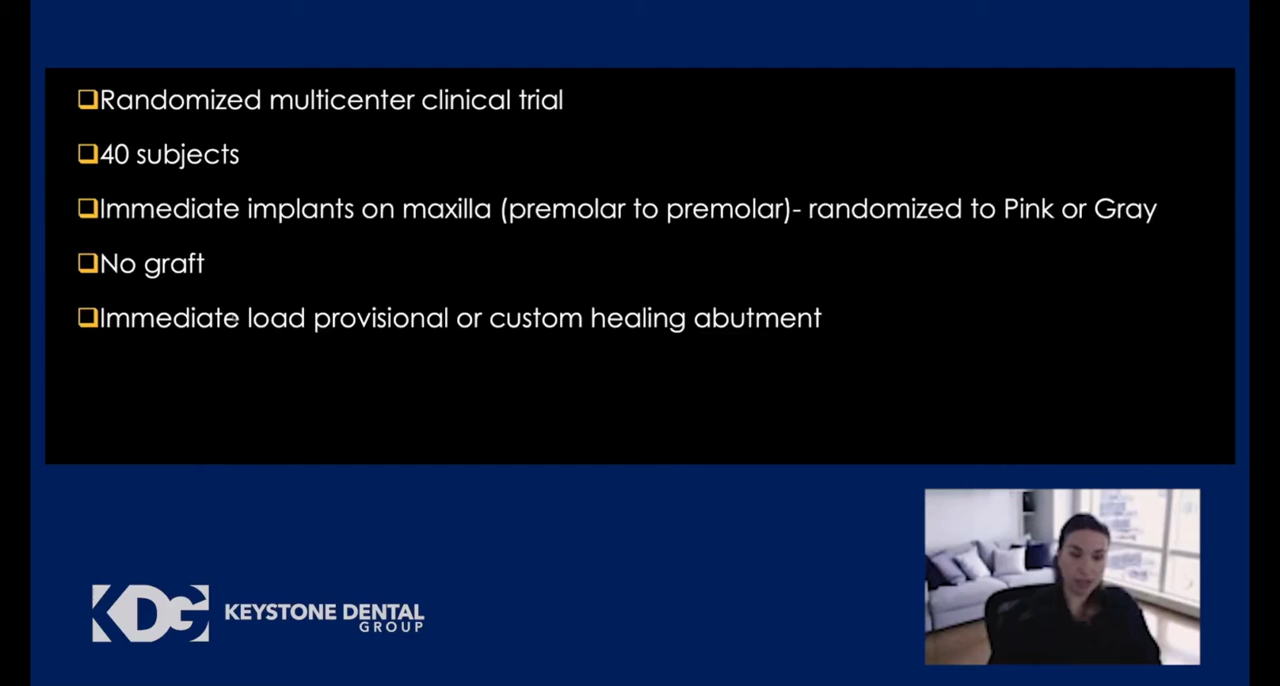 ❑Randomized multicenter clinical trial
❑40 subjects
❑Immediate implants on maxilla (premolar to premolar)- randomized to Pink or Gray
❑No graft
❑Immediate load provisional or custom healing abutment
KDG KEYSTONE DENTAL
GROUP